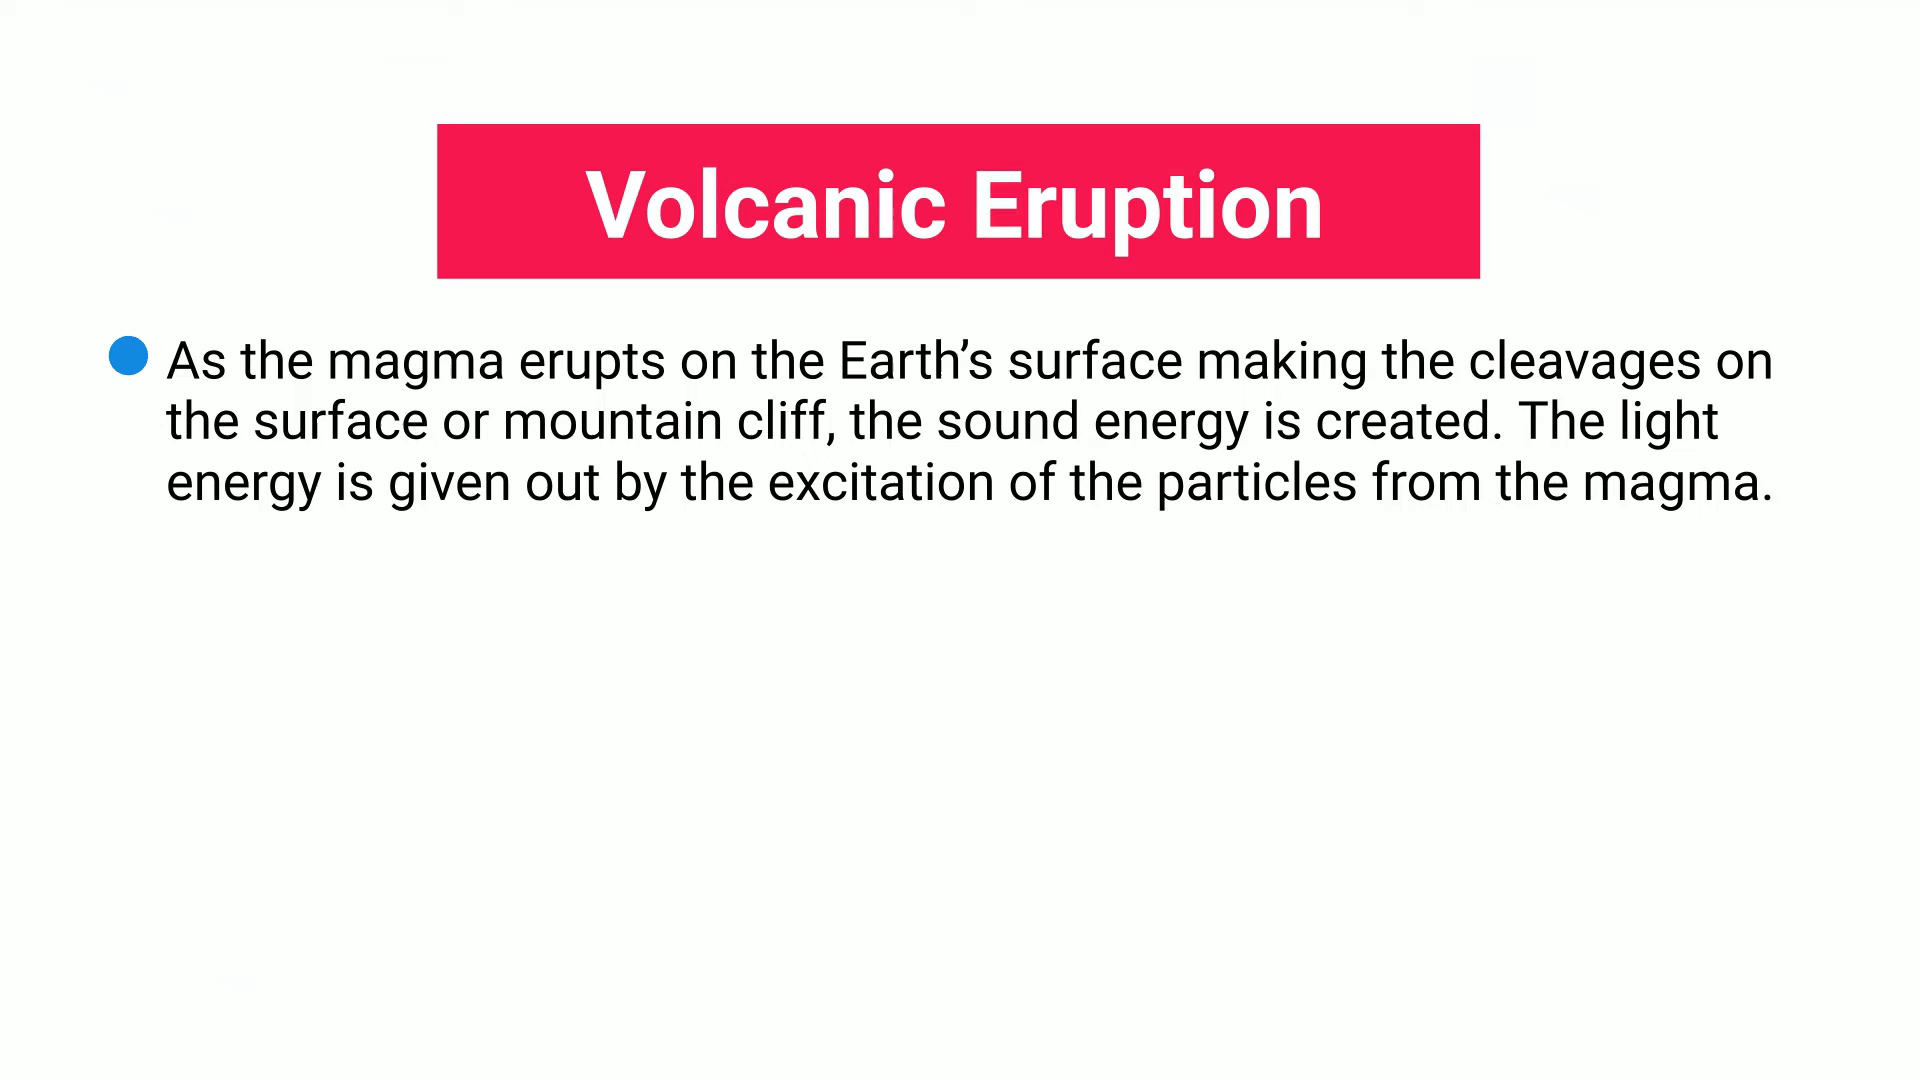 Volcanic Eruption
As the magma erupts on the Earth’s surface making the cleavages on
the surface or mountain cliff, the sound energy is created. The light
energy is given out by the excitation of the particles from the magma.